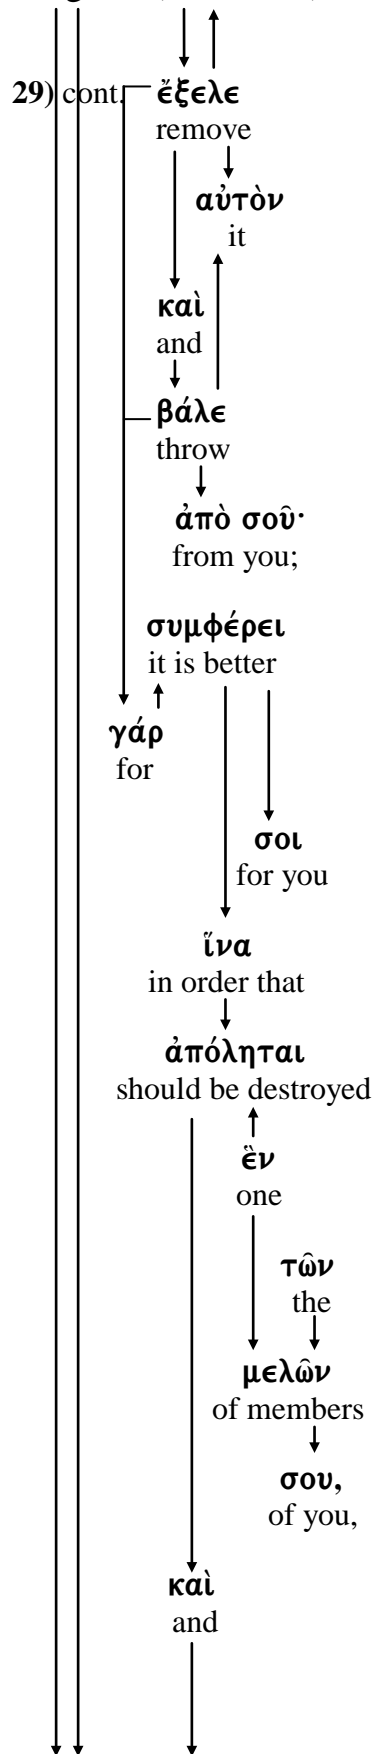 29) cont. ἔξελε
remove
αὐτὸν
it
καὶ
and
βάλε
throw
ἀπὸ σοῦ·
from you;
συμφέρει
it is better
γάρ
for
σοι
for you
ἵνα
in order that
ἀπόληται
should be destroyed
ἓν
one
τῶν
the
μελῶν
of members
σου,
of you,
καὶ
and